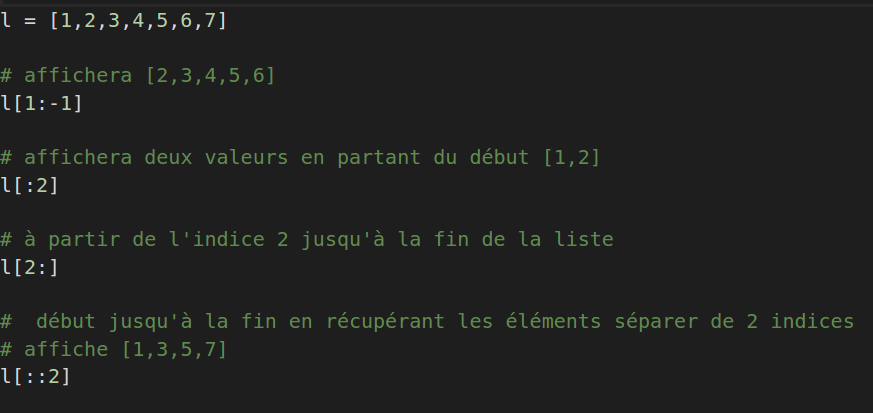 l = [1,2,3,4,5,6,7]
# affichera [2,3,4,5,6]
l[1:-1]
# affichera deux valeurs en partant du début [1,2]
l[:2]
# à partir de l'indice 2 jusqu'à la fin de la liste
l[2:]
#  début jusqu'à la fin en récupérant les éléments séparer de 2 indices
# affiche [1,3,5,7]
l[::2]